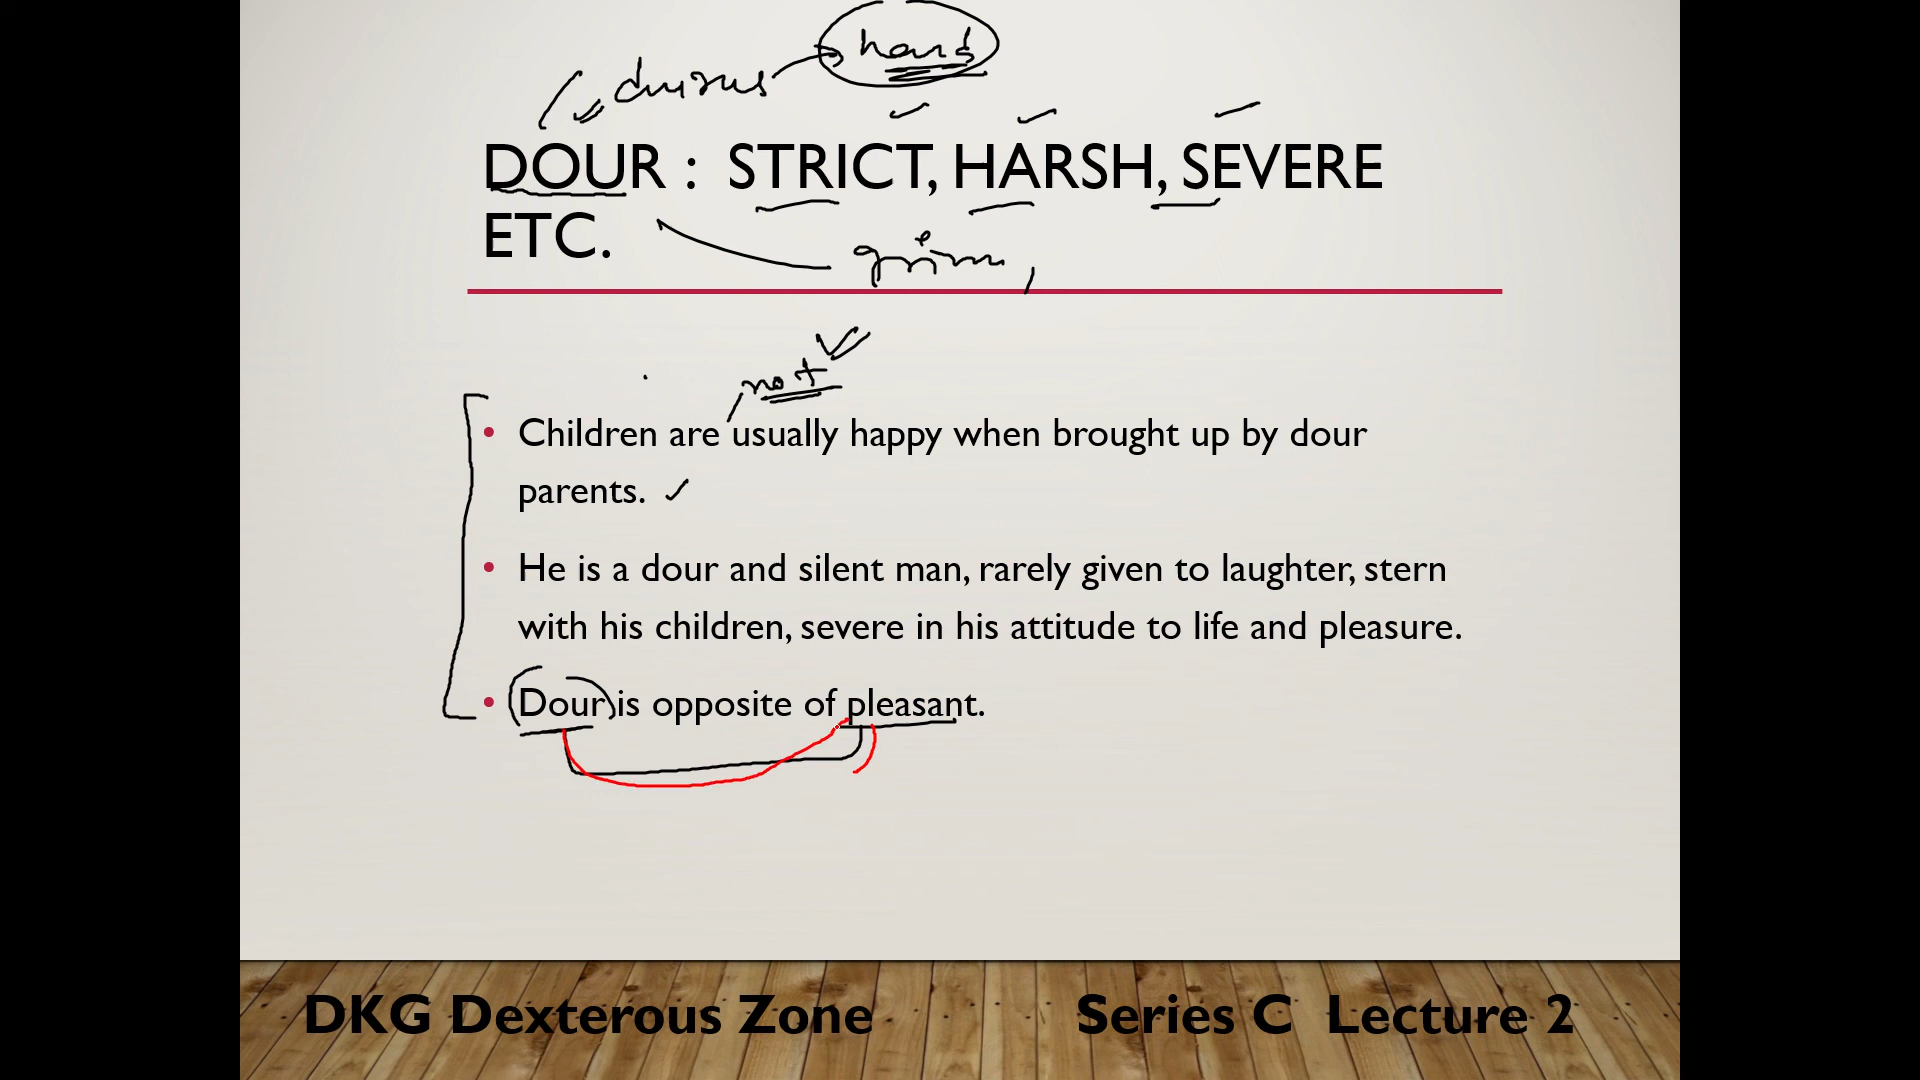 hard
duirus
DOUR : STRICT, HARSH, SEVERE
ETC.
grim,
not
• Children are usually happy when brought up by dour
parents.
• He is a dour and silent man, rarely given to laughter, stern
with his children, severe in his attitude to life and pleasure.
• Dour is opposite of pleasant.
DKG Dexterous Zone Series C Lecture 2